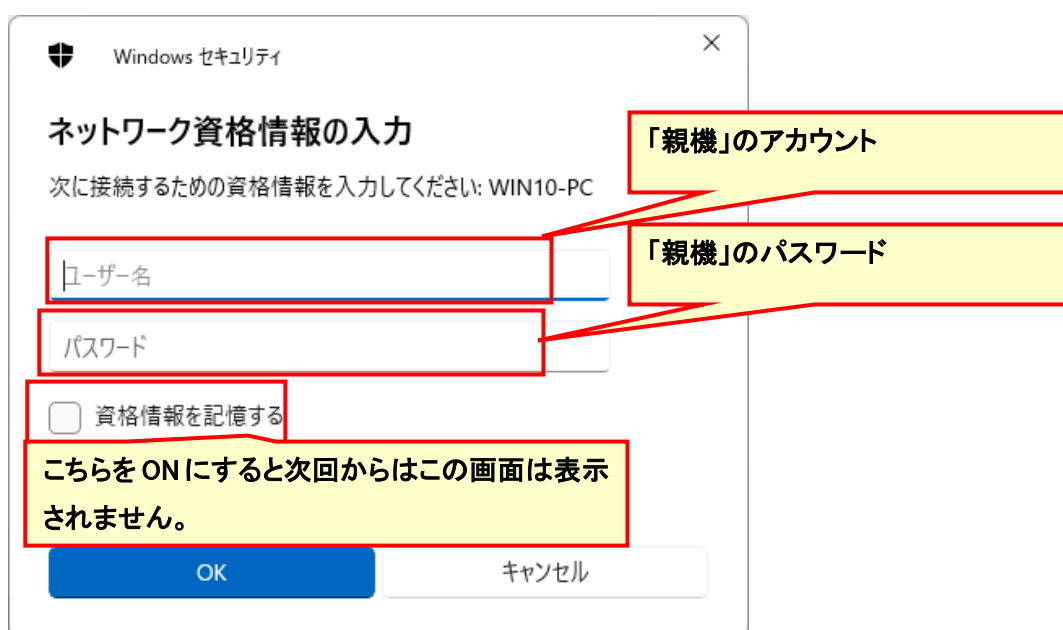 Windows セキュリティ
ネットワーク資格情報の入力
次に接続するための資格情報を入力してください: WIN10-PC
「親機」のアカウント
ユーザー名
「親機」のパスワード
パスワード
資格情報を記憶する
こちらを ON にすると次回からはこの画面は表示
されません。
OK
キャンセル